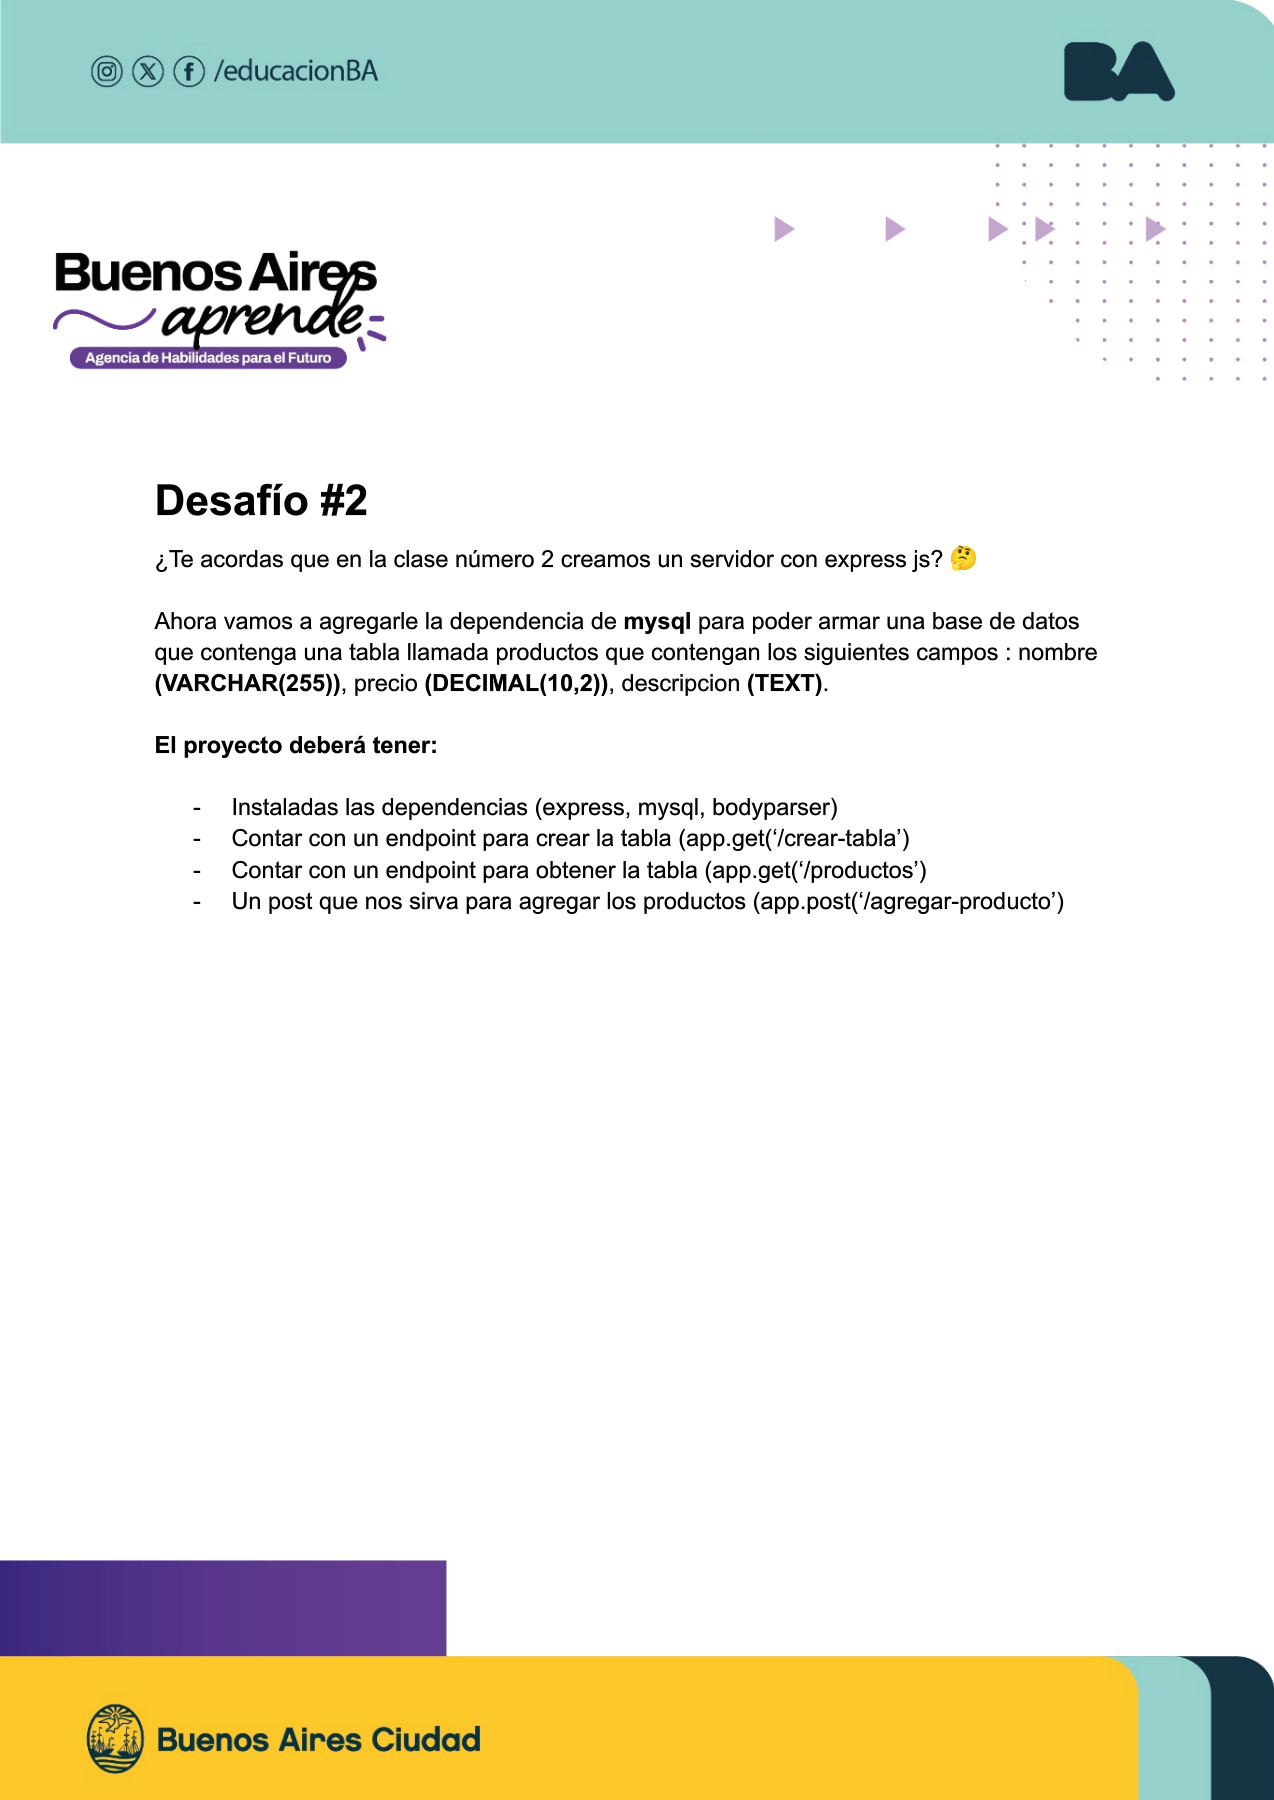 /educacionBA
BA
Buenos Aires
aprende
Agencia de Habilidades para el Futuro
Desafío #2
¿Te acordas que en la clase número 2 creamos un servidor con express js? 🤔
Ahora vamos a agregarle la dependencia de mysql para poder armar una base de datos
que contenga una tabla llamada productos que contengan los siguientes campos : nombre
(VARCHAR(255)), precio (DECIMAL(10,2)), descripcion (TEXT).
El proyecto deberá tener:
- Instaladas las dependencias (express, mysql, bodyparser)
- Contar con un endpoint para crear la tabla (app.get(‘/crear-tabla’)
- Contar con un endpoint para obtener la tabla (app.get(‘/productos’)
- Un post que nos sirva para agregar los productos (app.post(‘/agregar-producto’)
Buenos Aires Ciudad